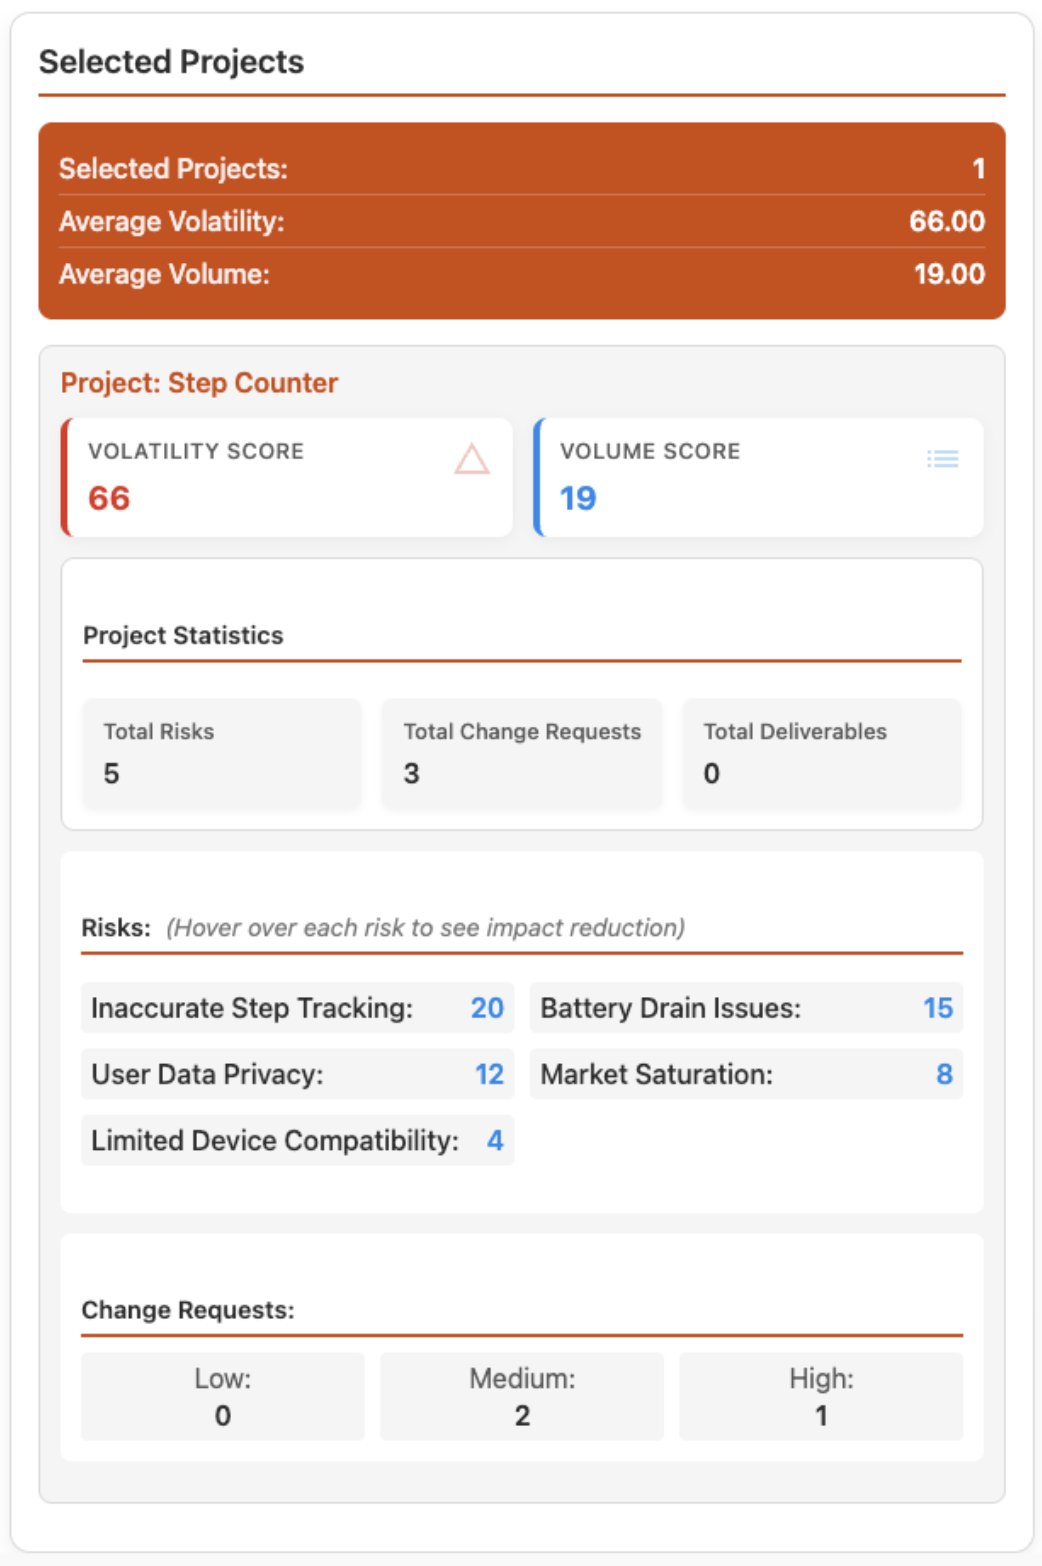 Selected Projects
Selected Projects: 1
Average Volatility: 66.00
Average Volume: 19.00
Project: Step Counter
VOLATILITY SCORE
66
VOLUME SCORE
19
Project Statistics
Total Risks
5
Total Change Requests
3
Total Deliverables
0
Risks: (Hover over each risk to see impact reduction)
Inaccurate Step Tracking: 20
Battery Drain Issues: 15
User Data Privacy: 12
Market Saturation: 8
Limited Device Compatibility: 4
Change Requests:
Low:
0
Medium:
2
High:
1